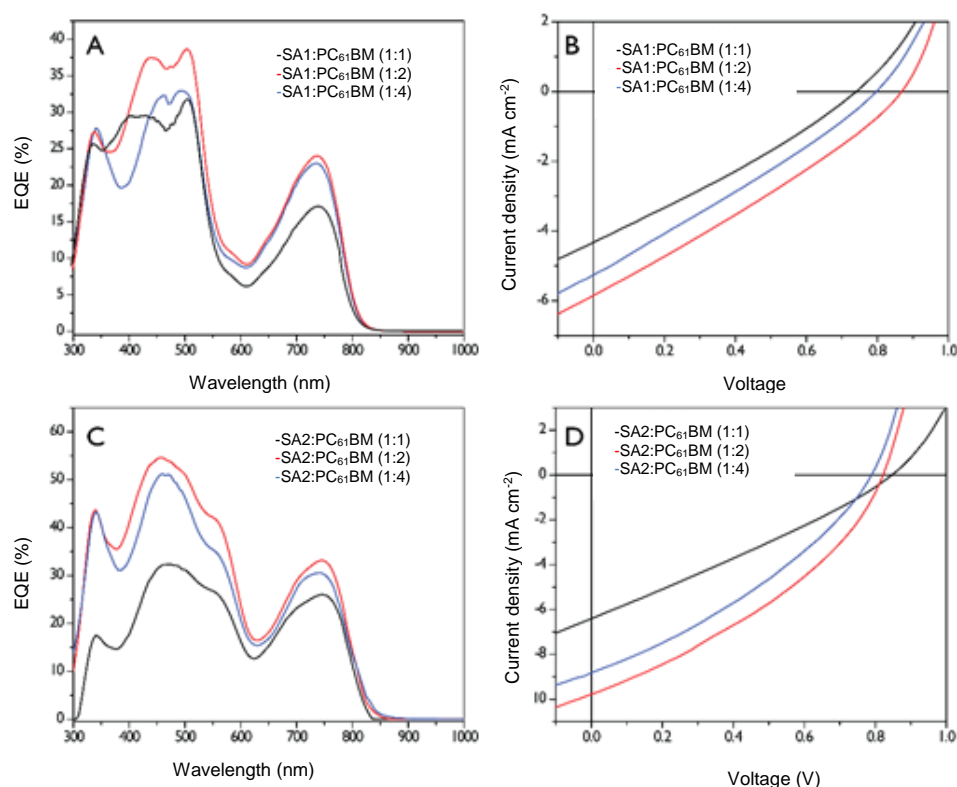 A
-SA1:PC₆₁BM (1:1)
-SA1:PC₆₁BM (1:2)
-SA1:PC₆₁BM (1:4)
EQE (%)
40
35
30
25
20
15
10
5
0
300 400 500 600 700 800 900 1000
Wavelength (nm)
B
-SA1:PC₆₁BM (1:1)
-SA1:PC₆₁BM (1:2)
-SA1:PC₆₁BM (1:4)
Current density (mA cm⁻²)
2
0
-2
-4
-6
0.0 0.2 0.4 0.6 0.8 1.0
Voltage
C
-SA2:PC₆₁BM (1:1)
-SA2:PC₆₁BM (1:2)
-SA2:PC₆₁BM (1:4)
EQE (%)
60
50
40
30
20
10
0
300 400 500 600 700 800 900 1000
Wavelength (nm)
D
-SA2:PC₆₁BM (1:1)
-SA2:PC₆₁BM (1:2)
-SA2:PC₆₁BM (1:4)
Current density (mA cm⁻²)
2
0
-2
-4
-6
-8
10
0.0 0.2 0.4 0.6 0.8 1.0
Voltage (V)